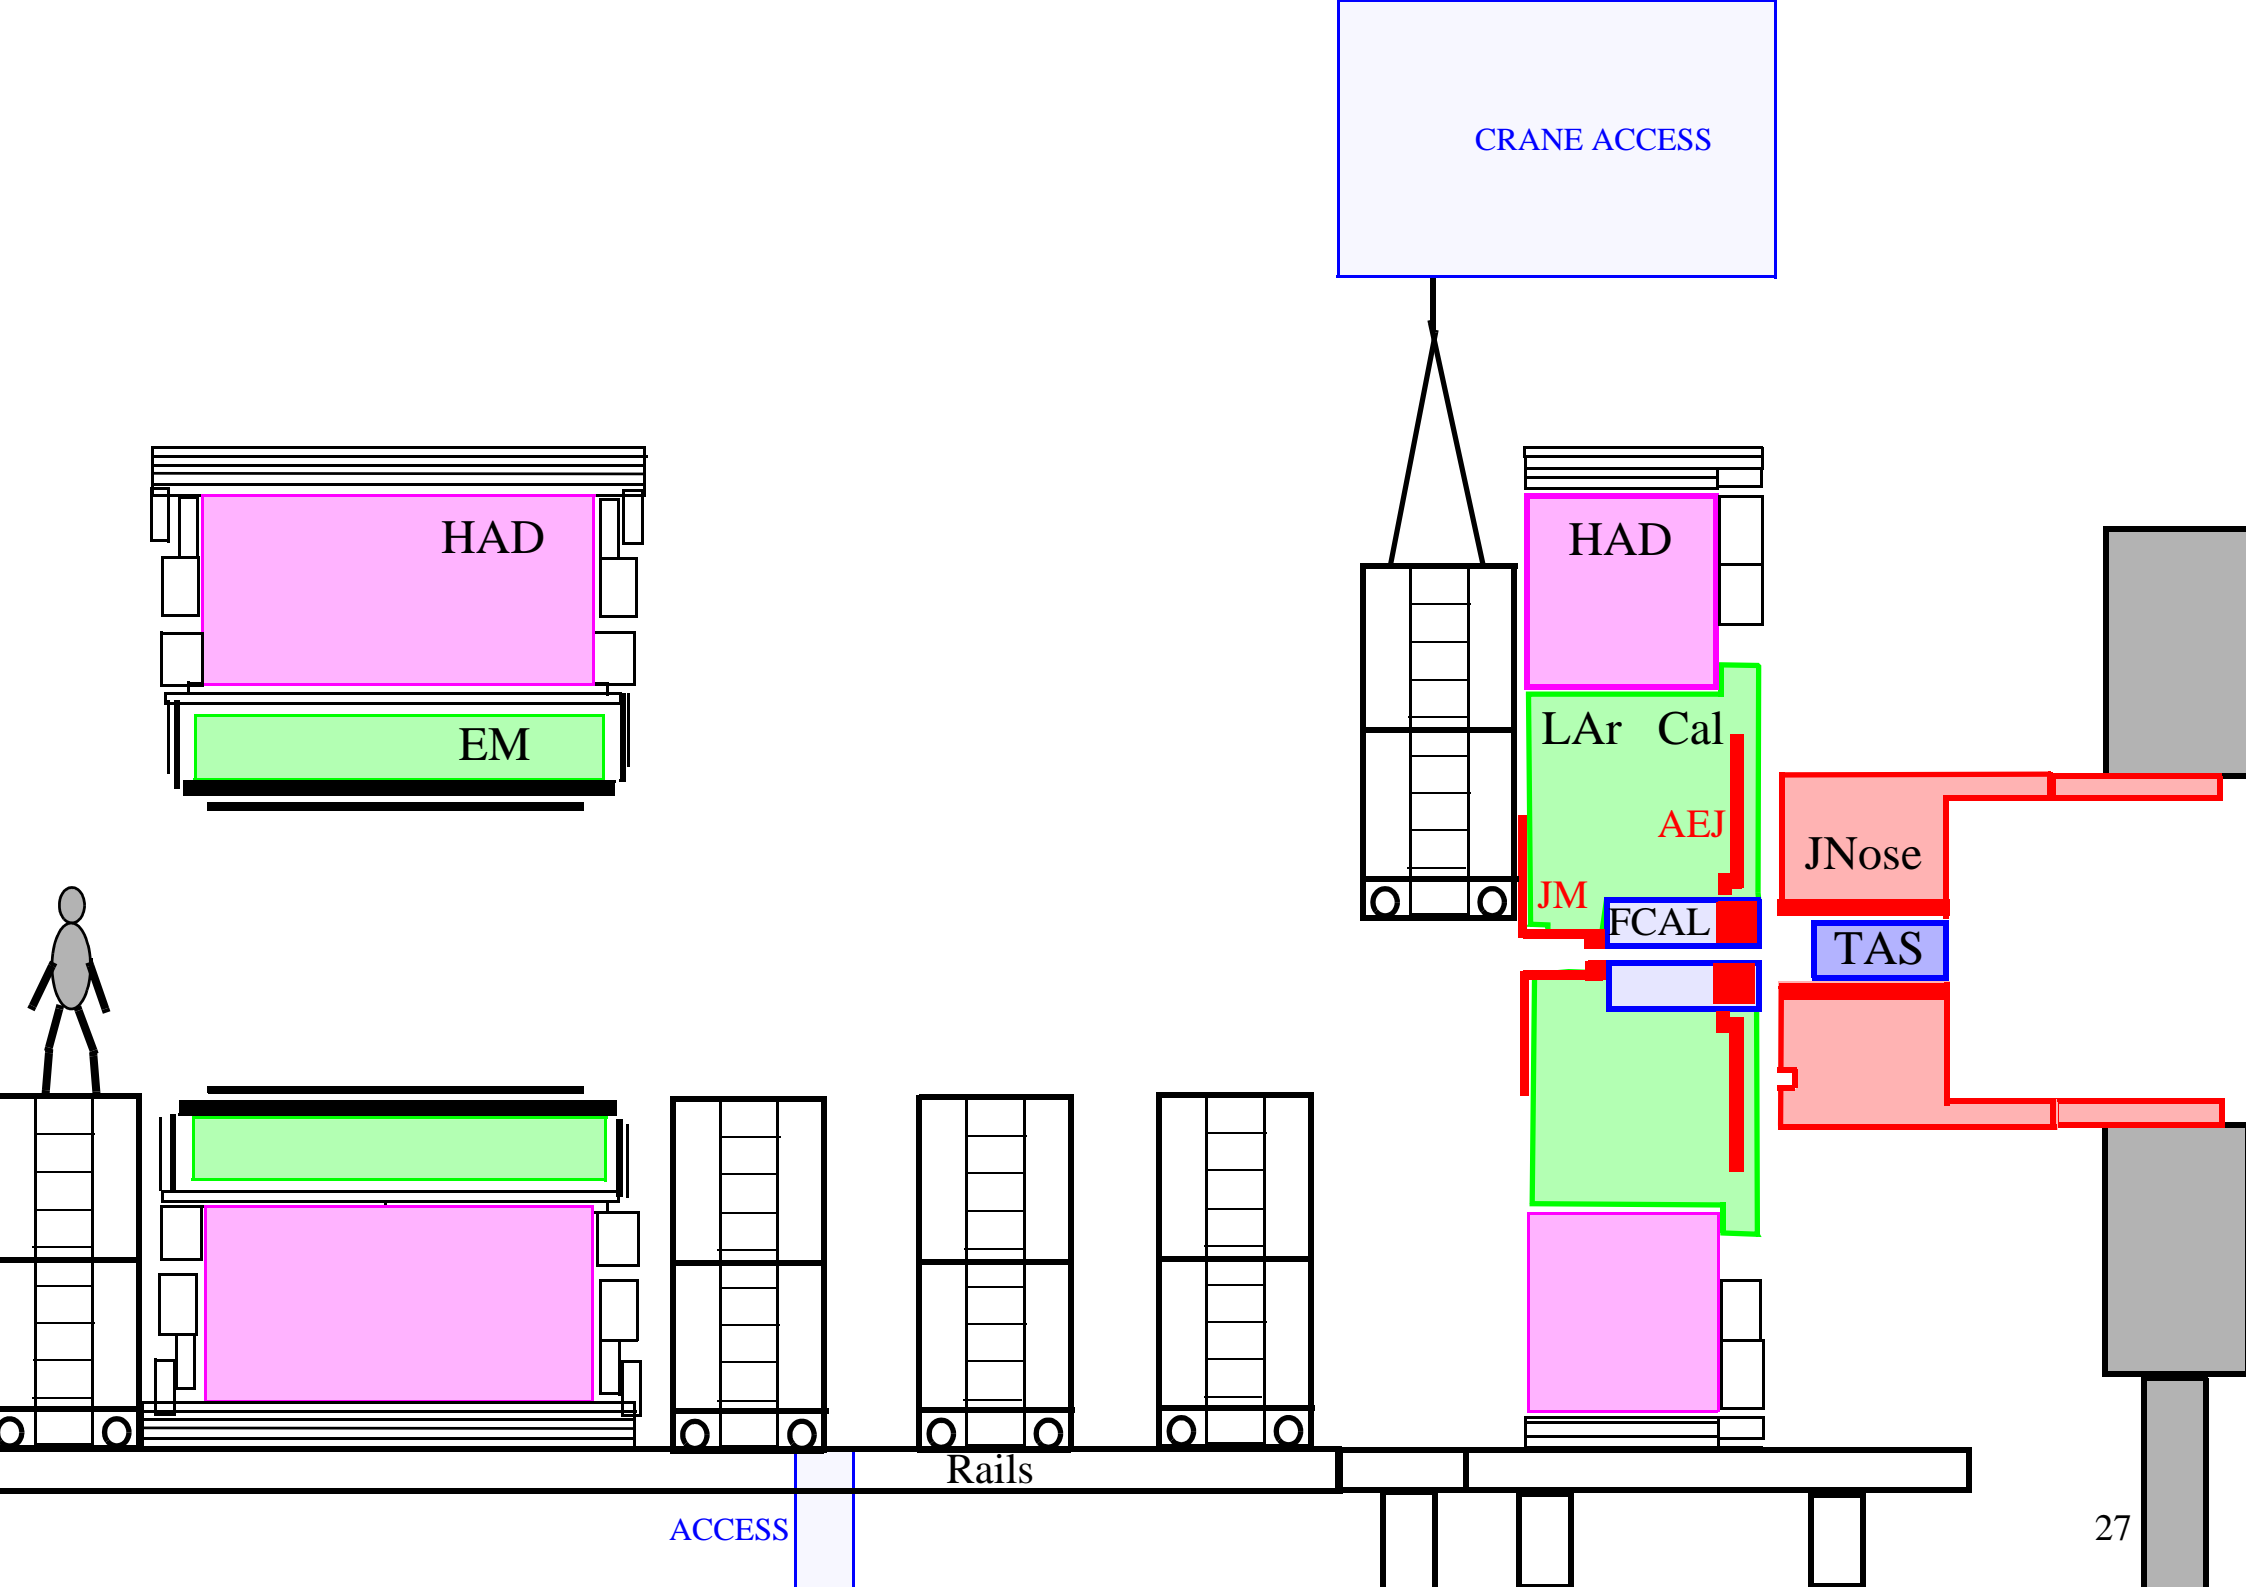 CRANE ACCESS
HAD
HAD
EM
LAr Cal
AEJ
JNose
JM
FCAL
TAS
Rails
ACCESS
27